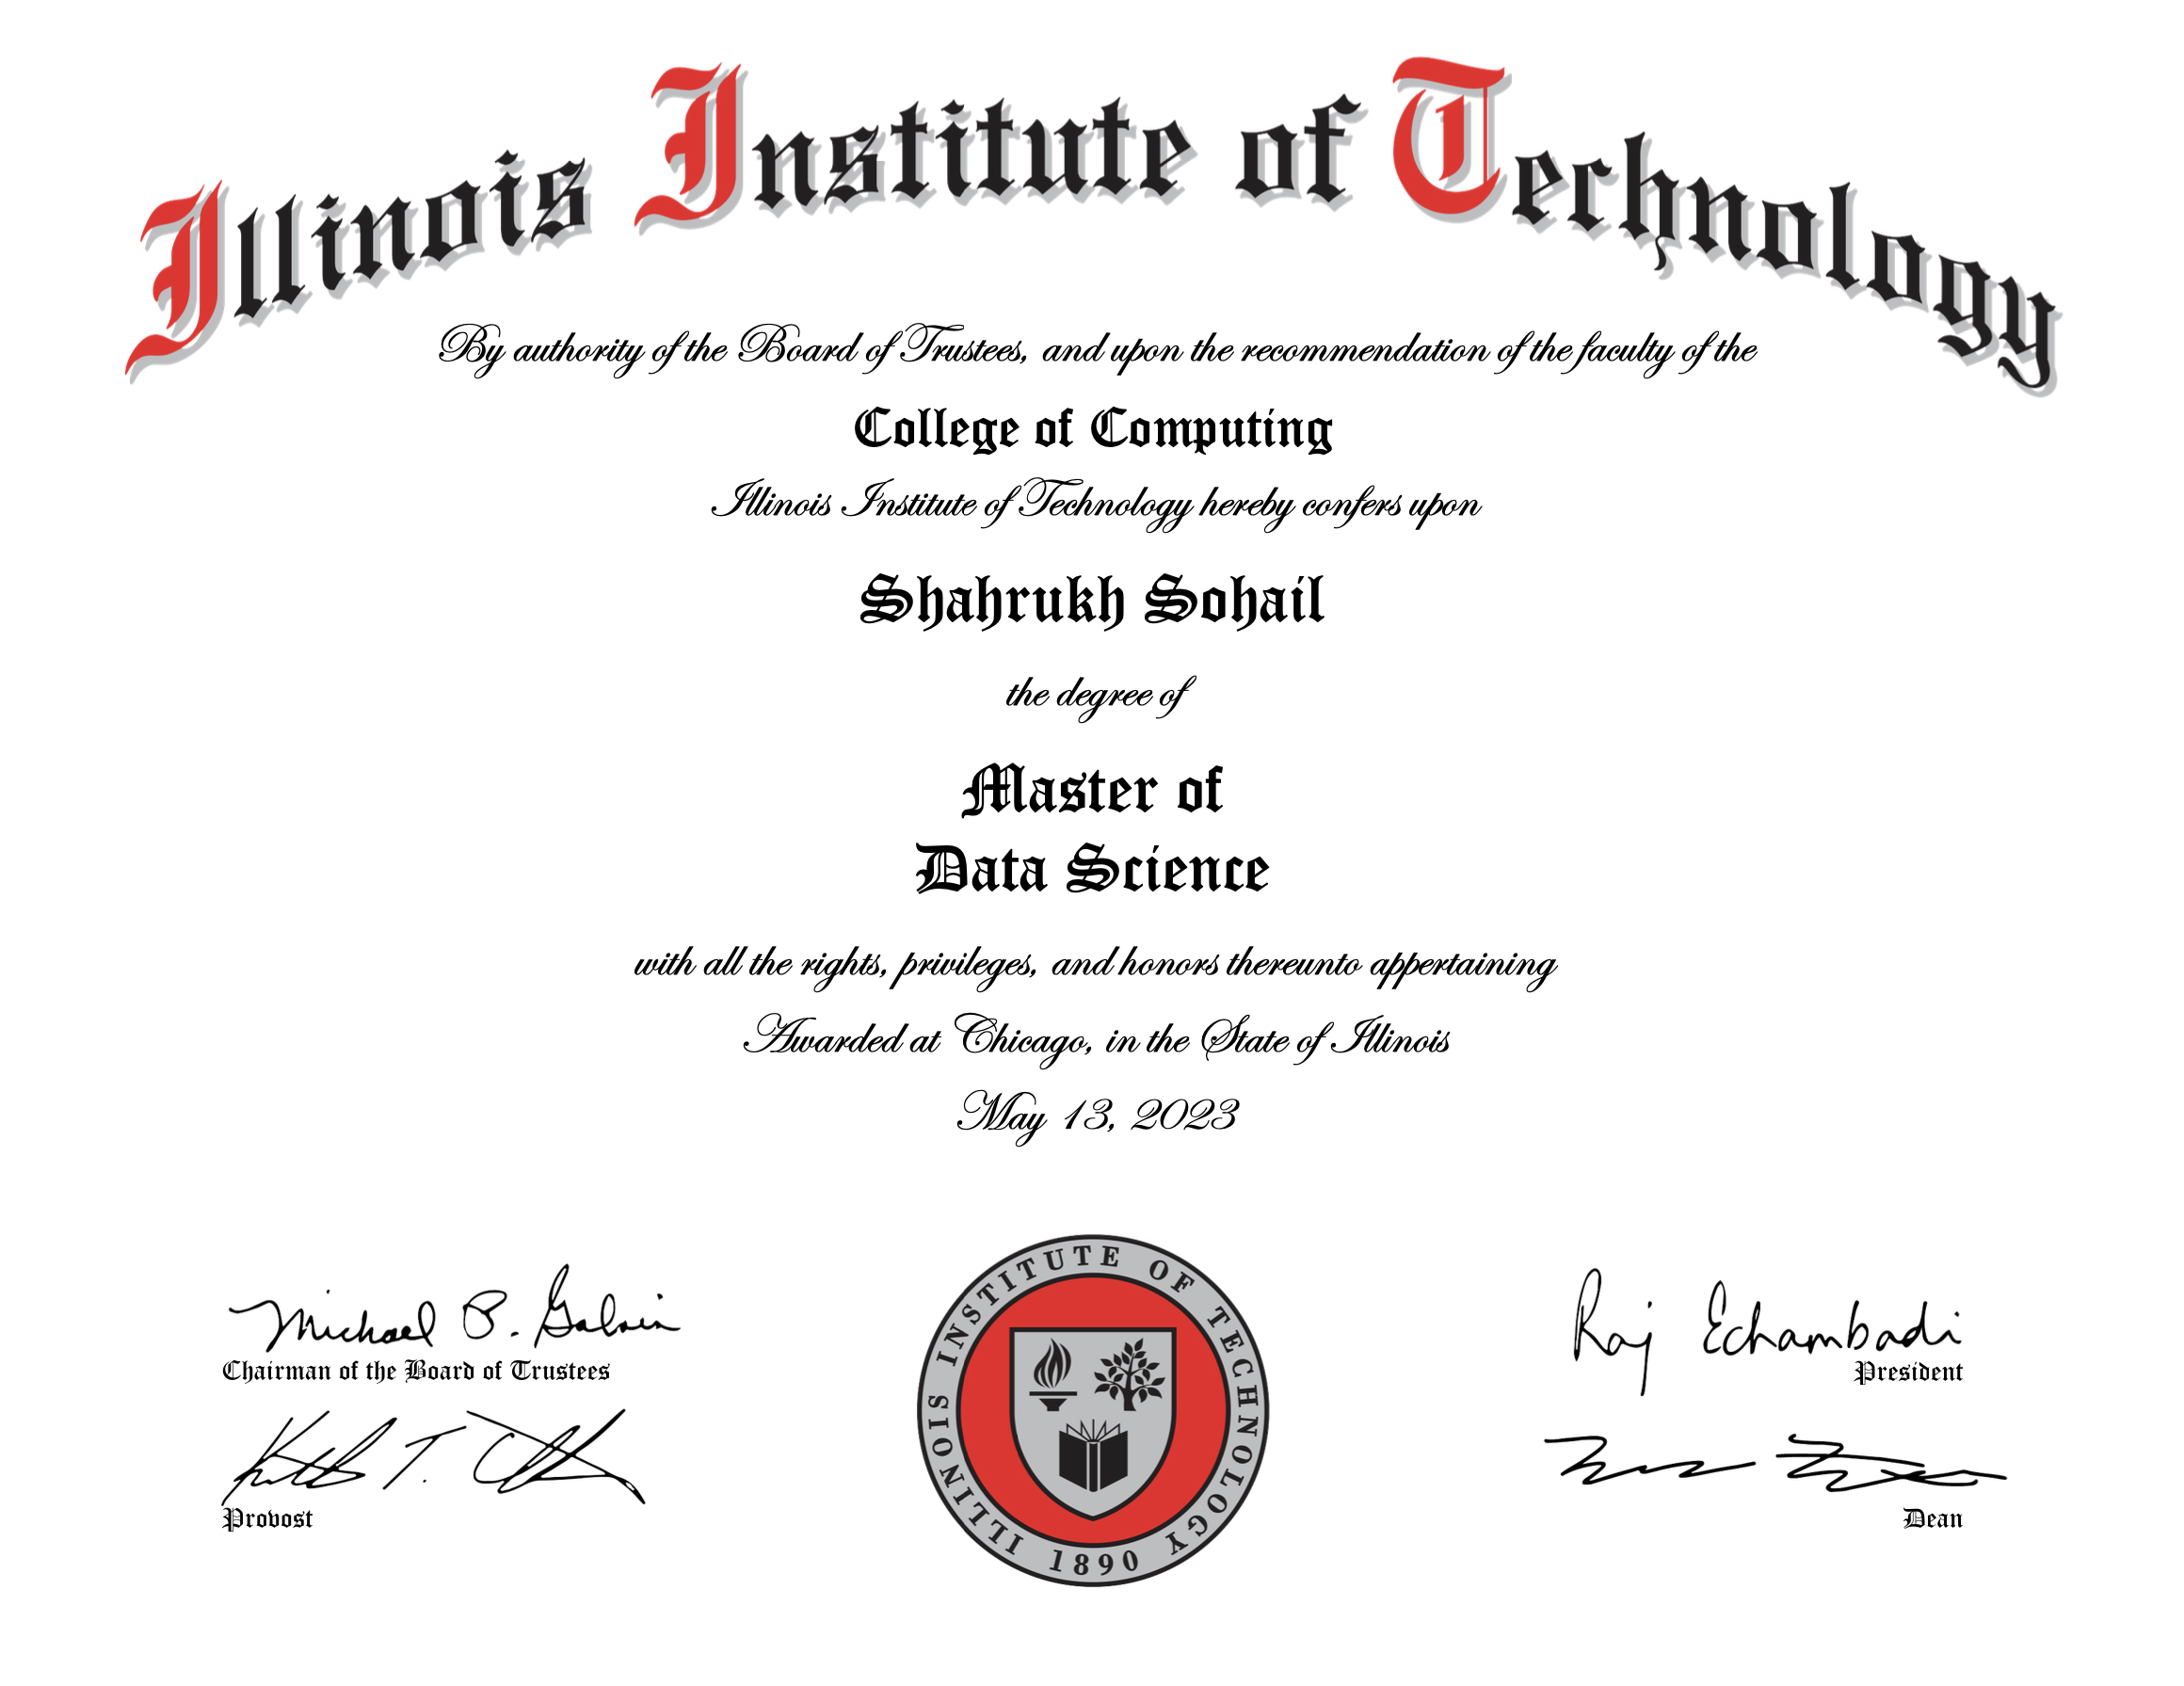 Illinois Institute of Technology
By authority of the Board of Trustees, and upon the recommendation of the faculty of the
College of Computing
Illinois Institute of Technology hereby confers upon
Shahrukh Sohail
the degree of
Master of
Data Science
with all the rights, privileges, and honors thereunto appertaining
Awarded at Chicago, in the State of Illinois
May 13, 2023
Michael P. Galvin
Chairman of the Board of Trustees
Raj Echambadi
President
T.
Provost
Dean
ILLINOIS INSTITUTE OF TECHNOLOGY
1890